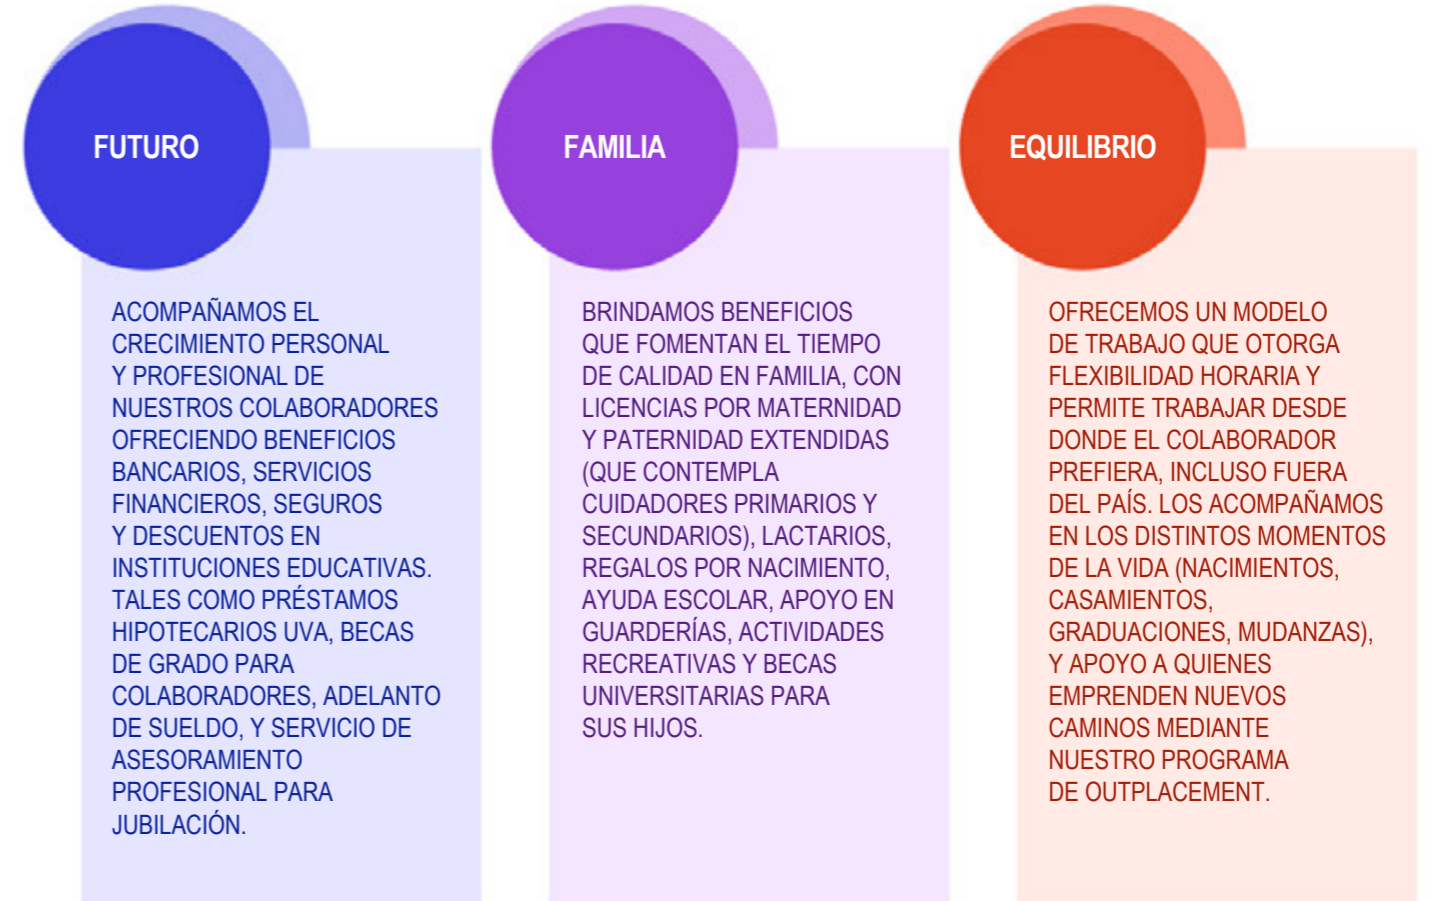 FUTURO
ACOMPAÑAMOS EL
CRECIMIENTO PERSONAL
Y PROFESIONAL DE
NUESTROS COLABORADORES
OFRECIENDO BENEFICIOS
BANCARIOS, SERVICIOS
FINANCIEROS, SEGUROS
Y DESCUENTOS EN
INSTITUCIONES EDUCATIVAS.
TALES COMO PRÉSTAMOS
HIPOTECARIOS UVA, BECAS
DE GRADO PARA
COLABORADORES, ADELANTO
DE SUELDO, Y SERVICIO DE
ASESORAMIENTO
PROFESIONAL PARA
JUBILACIÓN.
FAMILIA
BRINDAMOS BENEFICIOS
QUE FOMENTAN EL TIEMPO
DE CALIDAD EN FAMILIA, CON
LICENCIAS POR MATERNIDAD
Y PATERNIDAD EXTENDIDAS
(QUE CONTEMPLA
CUIDADORES PRIMARIOS Y
SECUNDARIOS), LACTARIOS,
REGALOS POR NACIMIENTO,
AYUDA ESCOLAR, APOYO EN
GUARDERÍAS, ACTIVIDADES
RECREATIVAS Y BECAS
UNIVERSITARIAS PARA
SUS HIJOS.
EQUILIBRIO
OFRECEMOS UN MODELO
DE TRABAJO QUE OTORGA
FLEXIBILIDAD HORARIA Y
PERMITE TRABAJAR DESDE
DONDE EL COLABORADOR
PREFIERA, INCLUSO FUERA
DEL PAÍS. LOS ACOMPAÑAMOS
EN LOS DISTINTOS MOMENTOS
DE LA VIDA (NACIMIENTOS,
CASAMIENTOS,
GRADUACIONES, MUDANZAS),
Y APOYO A QUIENES
EMPRENDEN NUEVOS
CAMINOS MEDIANTE
NUESTRO PROGRAMA
DE OUTPLACEMENT.